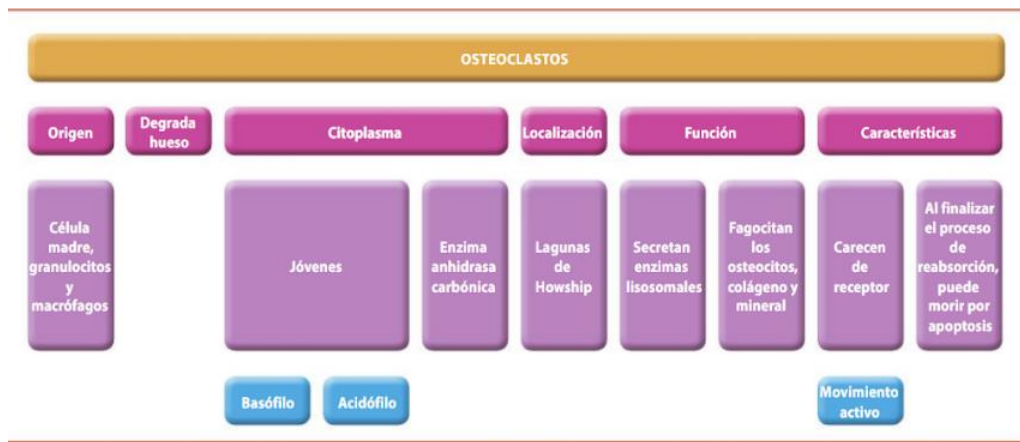 OSTEOCLASTOS
Origen
Degrada
hueso
Citoplasma
Localización
Función
Características
Célula
madre,
granulocitos
y
macrófagos
Jóvenes
Enzima
anhidrasa
carbónica
Lagunas
de
Howship
Secretan
enzimas
lisosomales
Fagocitan
los
osteocitos,
colágeno y
mineral
Carecen
de
receptor
Al finalizar
el proceso
de
reabsorción,
puede
morir por
apoptosis
Basófilo
Acidófilo
Movimiento
activo